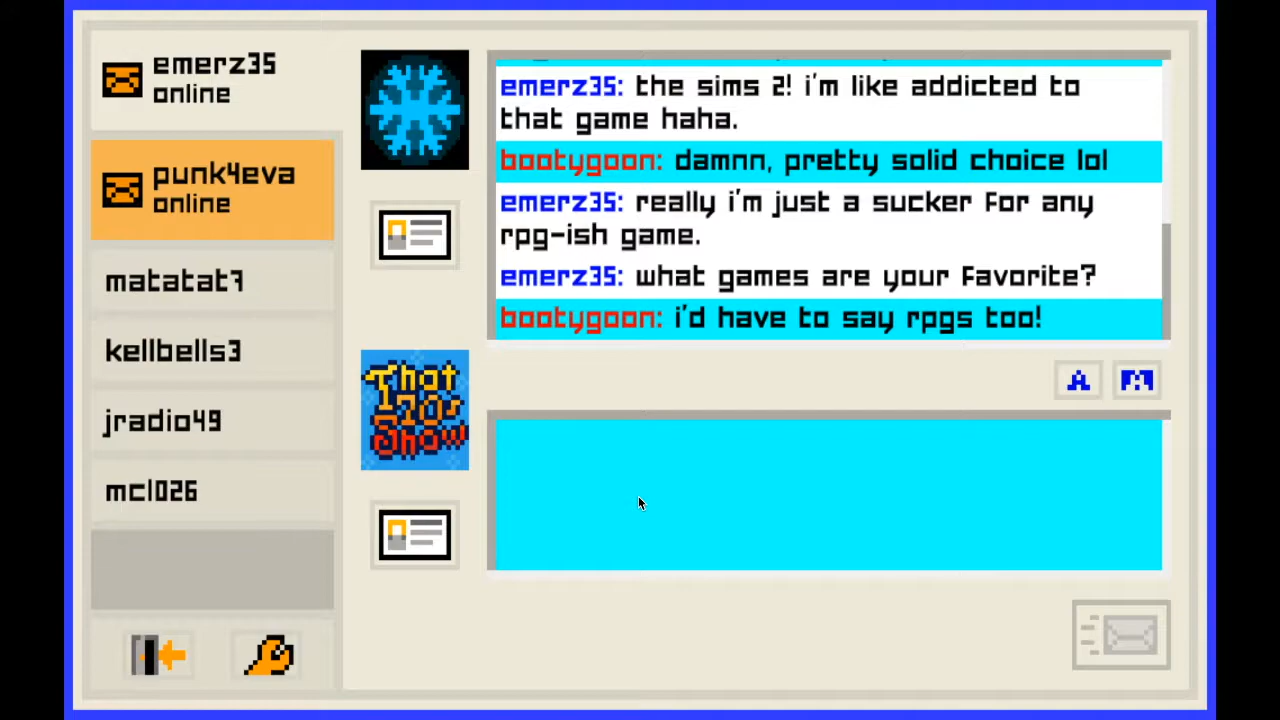 emerz35
online
punk4eva
online
matatat7
kellbells3
jradio49
mcl026
emerz35: the sims 2! i'm like addicted to
that game haha.
bootygoon: damnn, pretty solid choice lol
emerz35: really i'm just a sucker for any
rpg-ish game.
emerz35: what games are your favorite?
bootygoon: i'd have to say rpgs too!
That
70s
Show
A